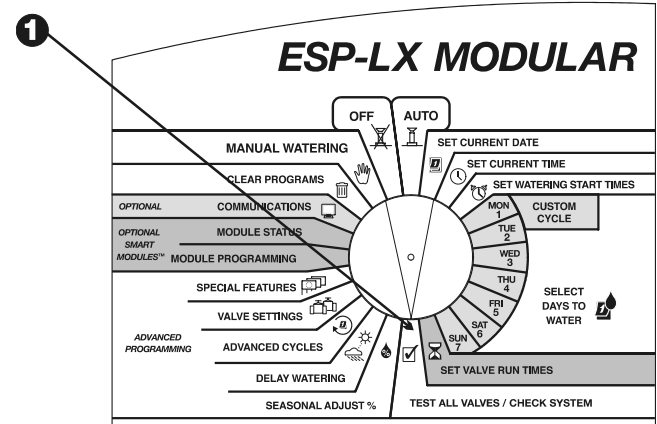 1
ESP-LX MODULAR
OFF
AUTO
MANUAL WATERING
SET CURRENT DATE
CLEAR PROGRAMS
SET CURRENT TIME
SET WATERING START TIMES
OPTIONAL
COMMUNICATIONS
MON
1
CUSTOM
CYCLE
OPTIONAL
SMART
MODULES™
MODULE STATUS
MODULE PROGRAMMING
TUE
2
WED
3
THU
4
FRI
5
SAT
6
SUN
7
SELECT
DAYS TO
WATER
SPECIAL FEATURES
VALVE SETTINGS
ADVANCED
PROGRAMMING
ADVANCED CYCLES
DELAY WATERING
SEASONAL ADJUST %
SET VALVE RUN TIMES
TEST ALL VALVES / CHECK SYSTEM